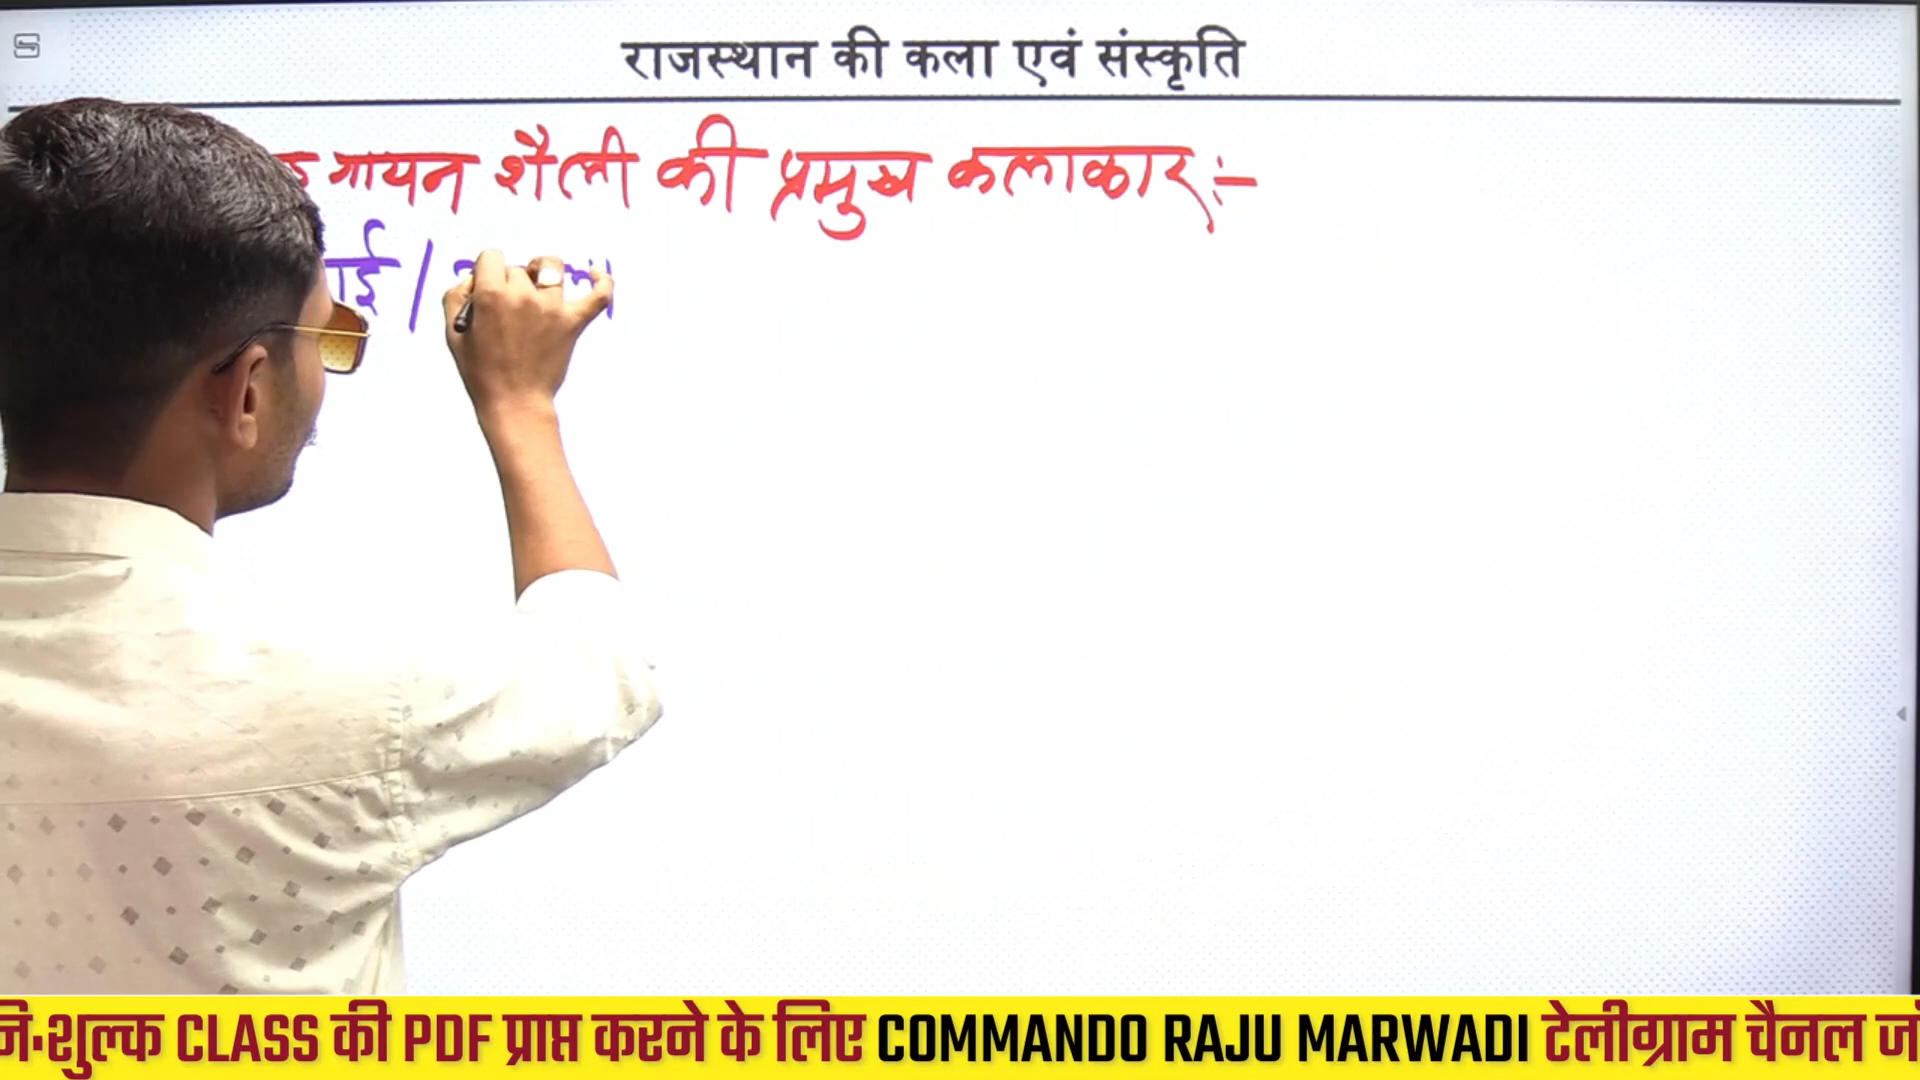 राजस्थान की कला एवं संस्कृति
गायन शैली की प्रमुख कलाकार:-
नि:शुल्क CLASS की PDF प्राप्त करने के लिए COMMANDO RAJU MARWADI टेलीग्राम चैनल